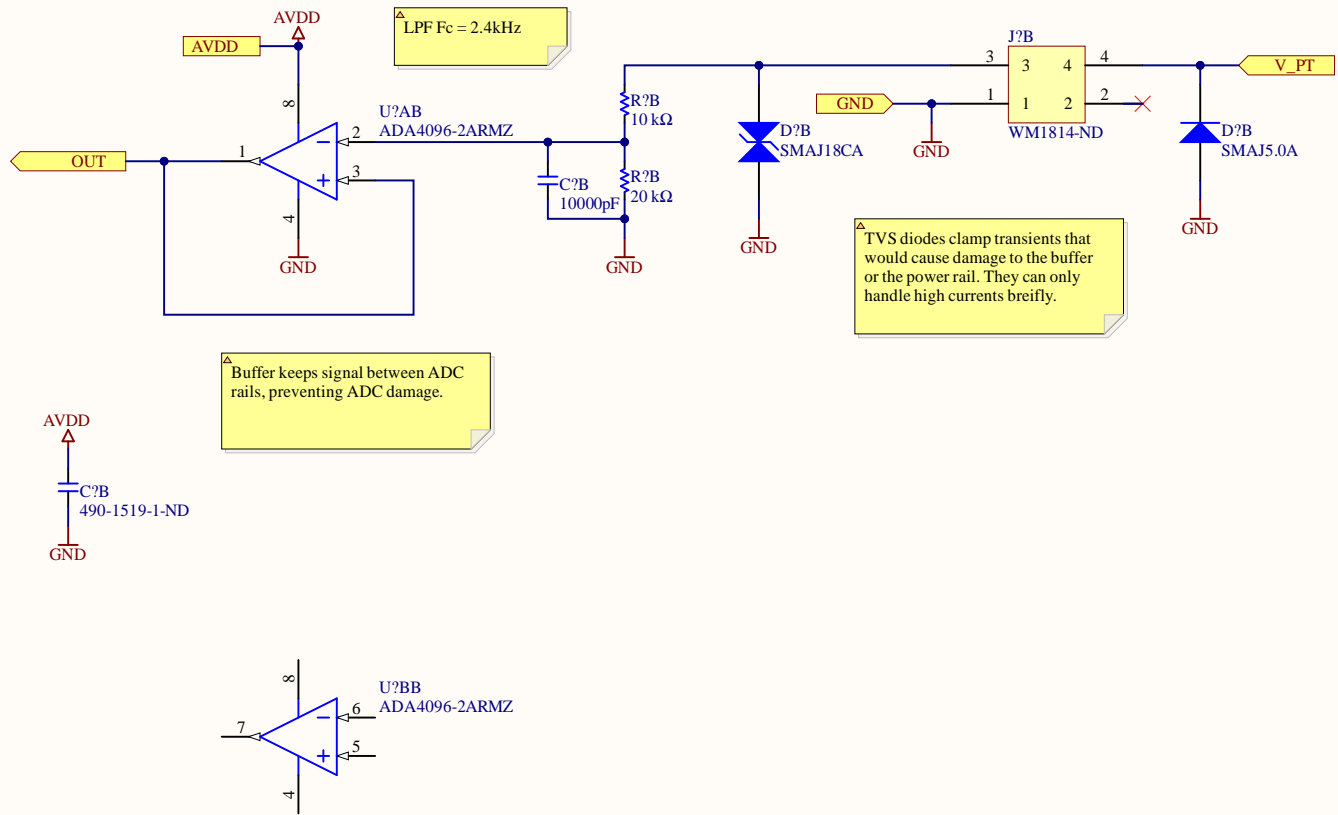 AVDD
AVDD
LPF Fc = 2.4kHz
8
U?AB
ADA4096-2ARMZ
2
3
1
4
OUT
GND
C?B
10000pF
R?B
10 kΩ
R?B
20 kΩ
GND
D?B
SMAJ18CA
GND
GND
GND
J?B
3
3
4
4
1
1
2
2
WM1814-ND
V_PT
D?B
SMAJ5.0A
GND
TVS diodes clamp transients that
would cause damage to the buffer
or the power rail. They can only
handle high currents breifly.
Buffer keeps signal between ADC
rails, preventing ADC damage.
AVDD
C?B
490-1519-1-ND
GND
8
U?BB
ADA4096-2ARMZ
6
5
7
4